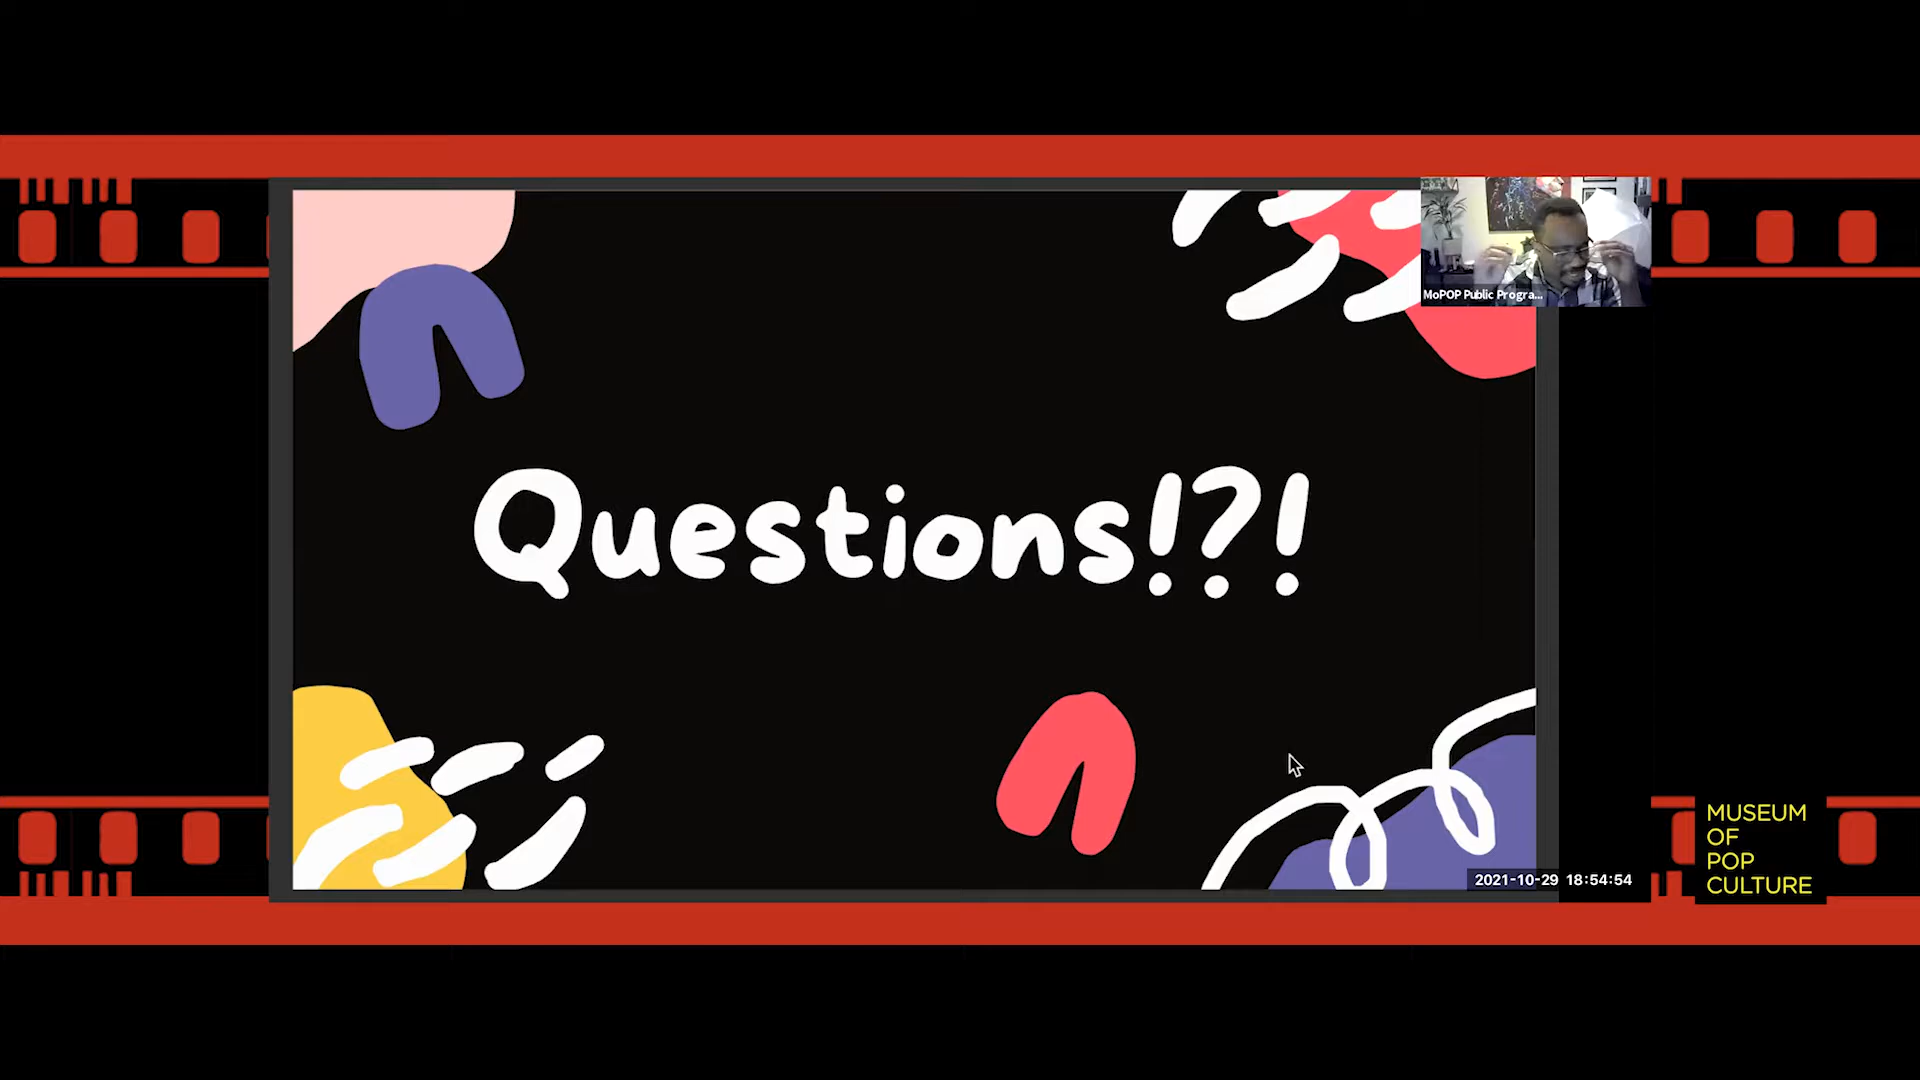 MoPOP Public Progra...
Questions!?!
2021-10-29 18:54:54
MUSEUM
OF
POP
CULTURE